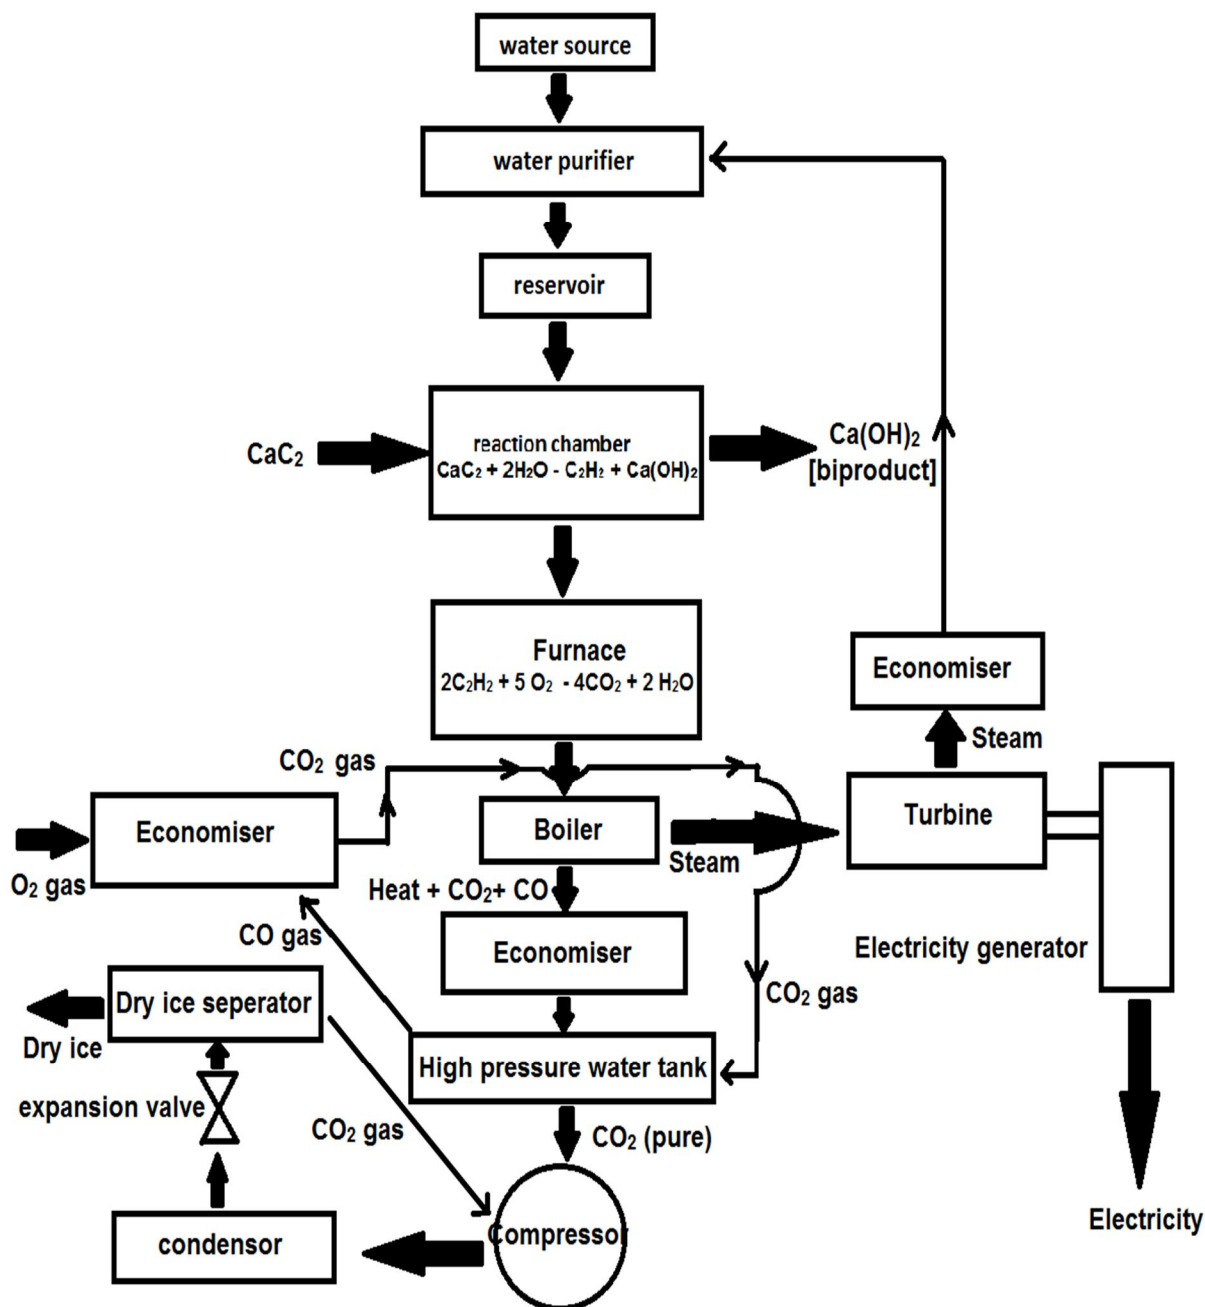 water source
water purifier
reservoir
reaction chamber
CaC₂ + 2H₂O - C₂H₂ + Ca(OH)₂
CaC₂
Ca(OH)₂
[biproduct]
Furnace
2C₂H₂ + 5 O₂ - 4CO₂ + 2 H₂O
Economiser
Steam
CO₂ gas
Economiser
O₂ gas
Boiler
Steam
Turbine
Heat + CO₂+ CO
CO gas
Economiser
Electricity generator
CO₂ gas
Dry ice seperator
Dry ice
High pressure water tank
expansion valve
CO₂ gas
CO₂ (pure)
condensor
Compressor
Electricity